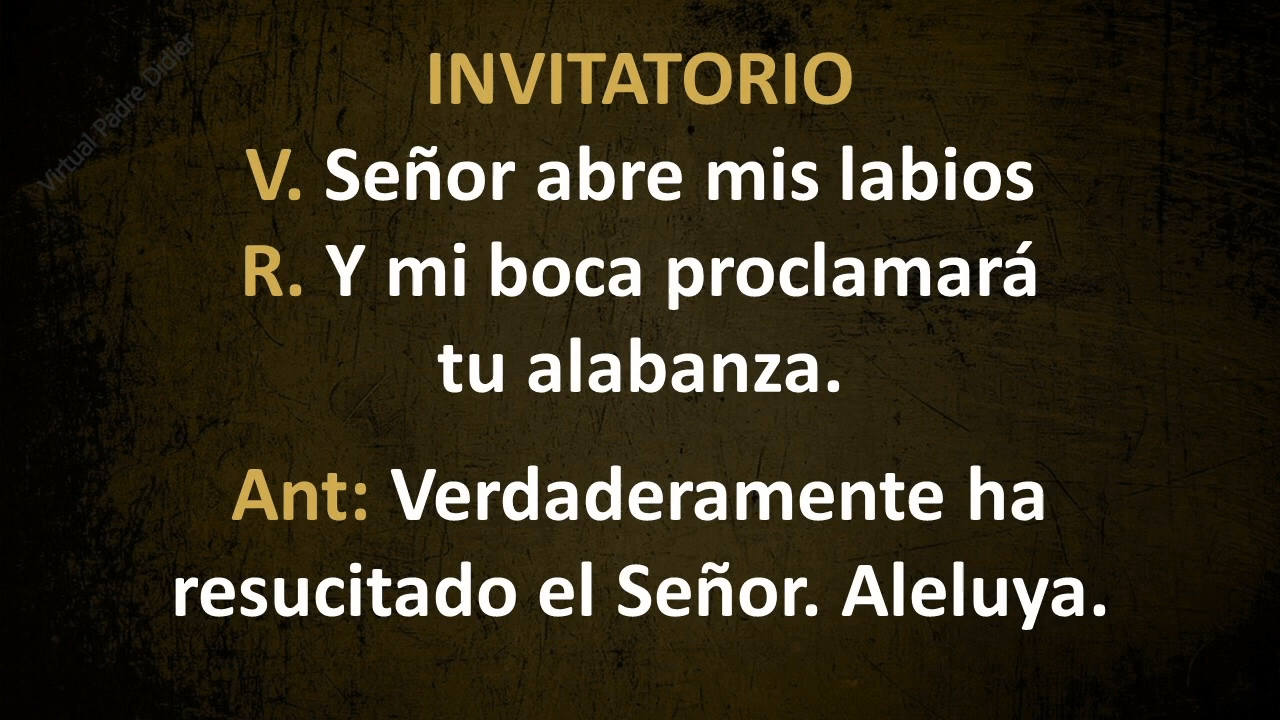 Virtual Padre Didier
INVITATORIO
V. Señor abre mis labios
R. Y mi boca proclamará
tu alabanza.
Ant: Verdaderamente ha
resucitado el Señor. Aleluya.